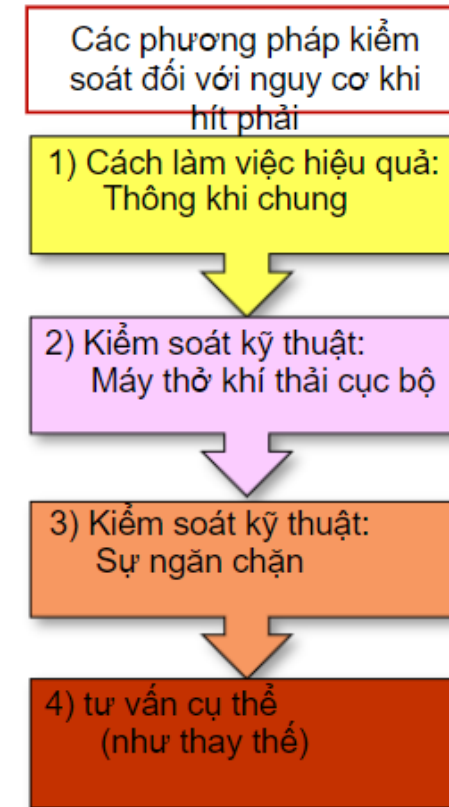 Các phương pháp kiểm
soát đối với nguy cơ khi
hít phải
1) Cách làm việc hiệu quả:
Thông khi chung
2) Kiểm soát kỹ thuật:
Máy thở khí thải cục bộ
3) Kiểm soát kỹ thuật:
Sự ngăn chặn
4) tư vấn cụ thể
(như thay thế)